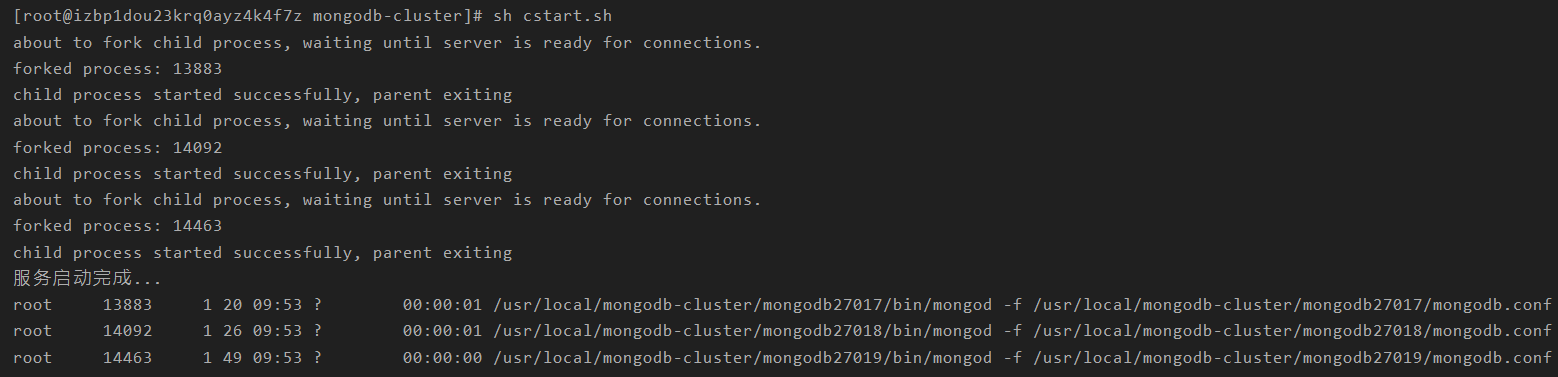 [root@izbp1dou23krq0ayz4k4f7z mongodb-cluster]# sh cstart.sh
about to fork child process, waiting until server is ready for connections.
forked process: 13883
child process started successfully, parent exiting
about to fork child process, waiting until server is ready for connections.
forked process: 14092
child process started successfully, parent exiting
about to fork child process, waiting until server is ready for connections.
forked process: 14463
child process started successfully, parent exiting
服务启动完成...
root     13883     1 20 09:53 ?        00:00:01 /usr/local/mongodb-cluster/mongodb27017/bin/mongod -f /usr/local/mongodb-cluster/mongodb27017/mongodb.conf
root     14092     1 26 09:53 ?        00:00:01 /usr/local/mongodb-cluster/mongodb27018/bin/mongod -f /usr/local/mongodb-cluster/mongodb27018/mongodb.conf
root     14463     1 49 09:53 ?        00:00:00 /usr/local/mongodb-cluster/mongodb27019/bin/mongod -f /usr/local/mongodb-cluster/mongodb27019/mongodb.conf